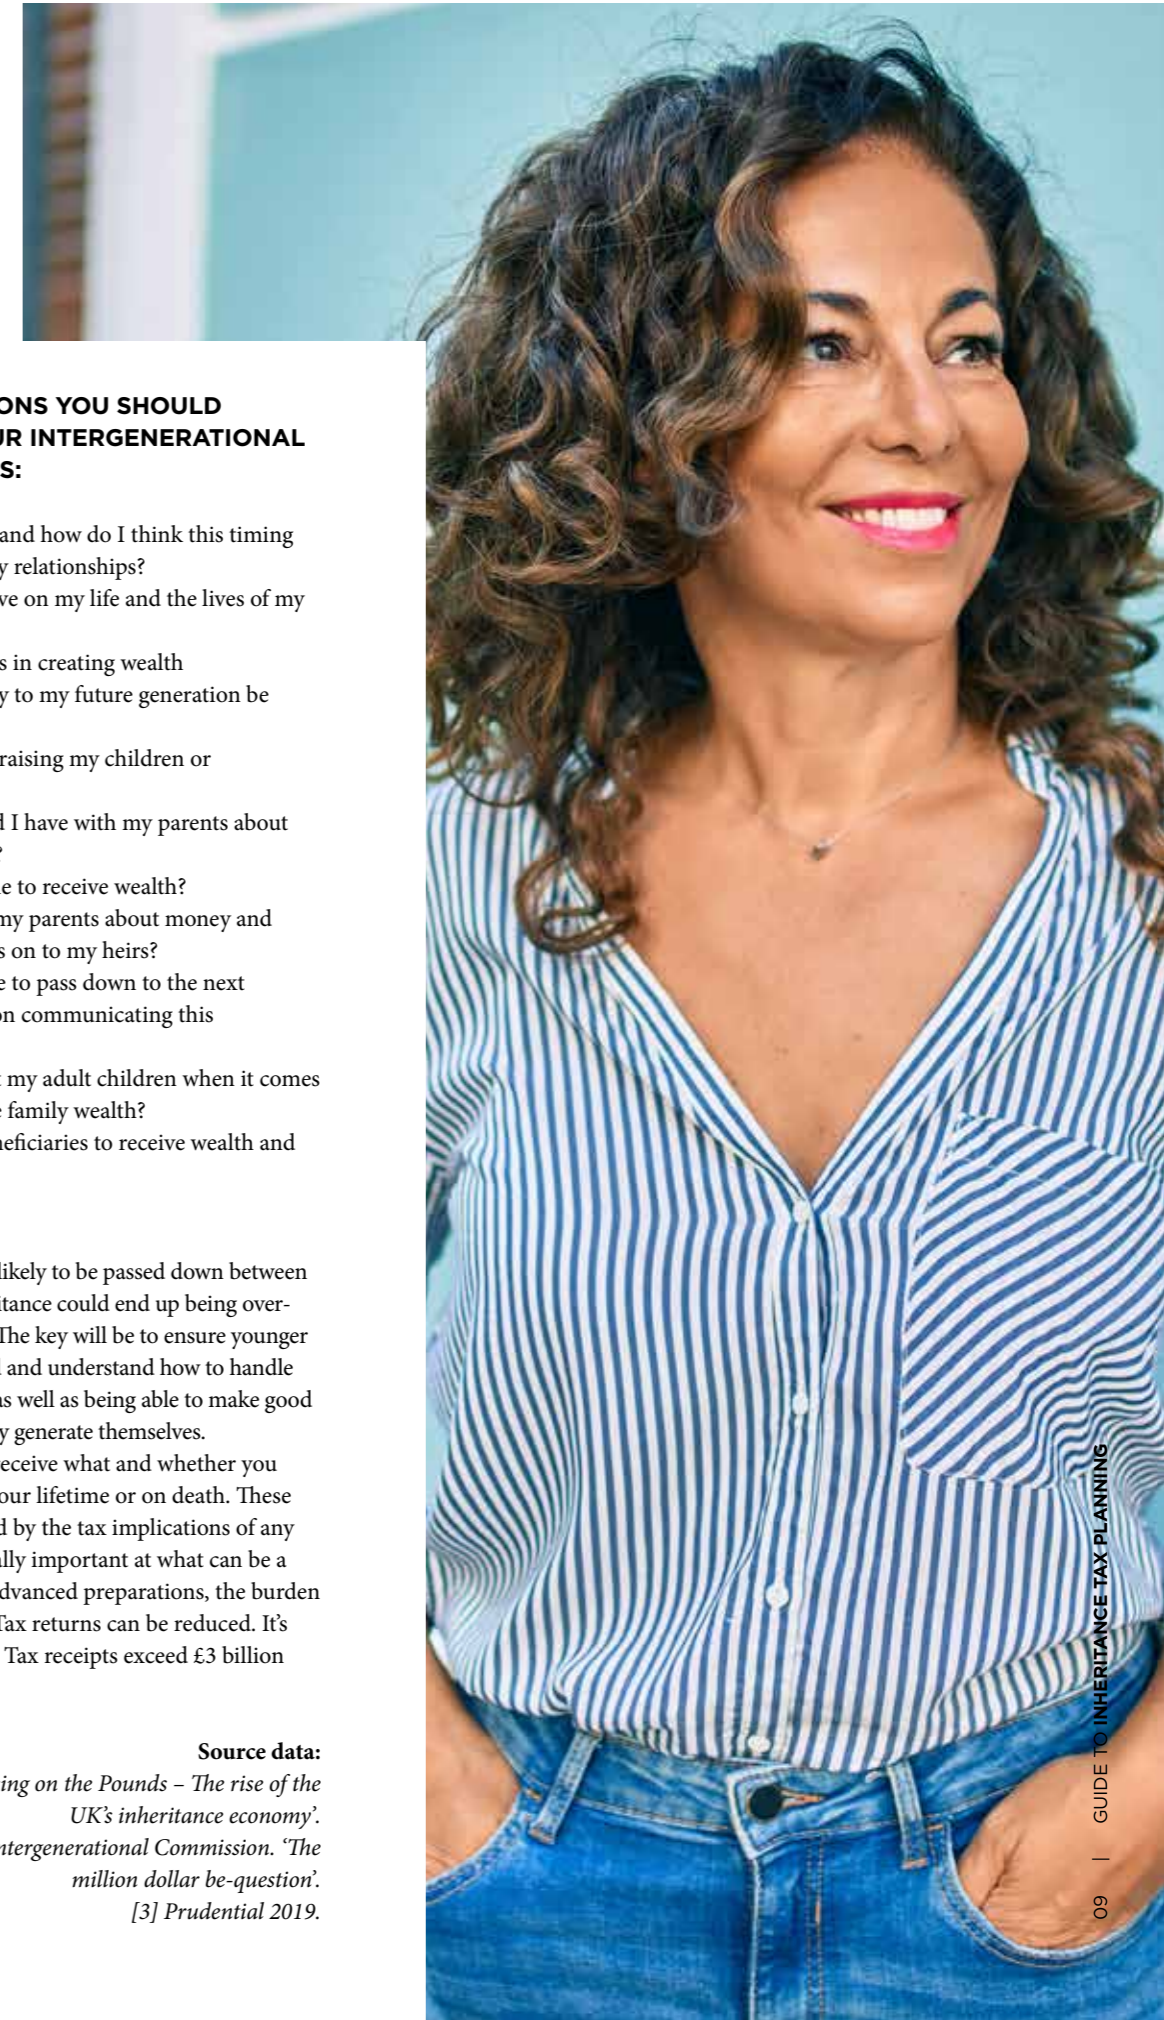 ONS YOU SHOULD
UR INTERGENERATIONAL
S:
and how do I think this timing
y relationships?
ve on my life and the lives of my
s in creating wealth
y to my future generation be
raising my children or
d I have with my parents about
?
e to receive wealth?
my parents about money and
s on to my heirs?
e to pass down to the next
on communicating this
t my adult children when it comes
e family wealth?
neficiaries to receive wealth and
likely to be passed down between
itance could end up being over-
The key will be to ensure younger
d and understand how to handle
as well as being able to make good
y generate themselves.
receive what and whether you
our lifetime or on death. These
d by the tax implications of any
ally important at what can be a
dvanced preparations, the burden
Tax returns can be reduced. It’s
Tax receipts exceed £3 billion
Source data:
ing on the Pounds – The rise of the
UK’s inheritance economy’.
ntergenerational Commission. ‘The
million dollar be-question’.
[3] Prudential 2019.
09 | GUIDE TO INHERITANCE TAX PLANNING